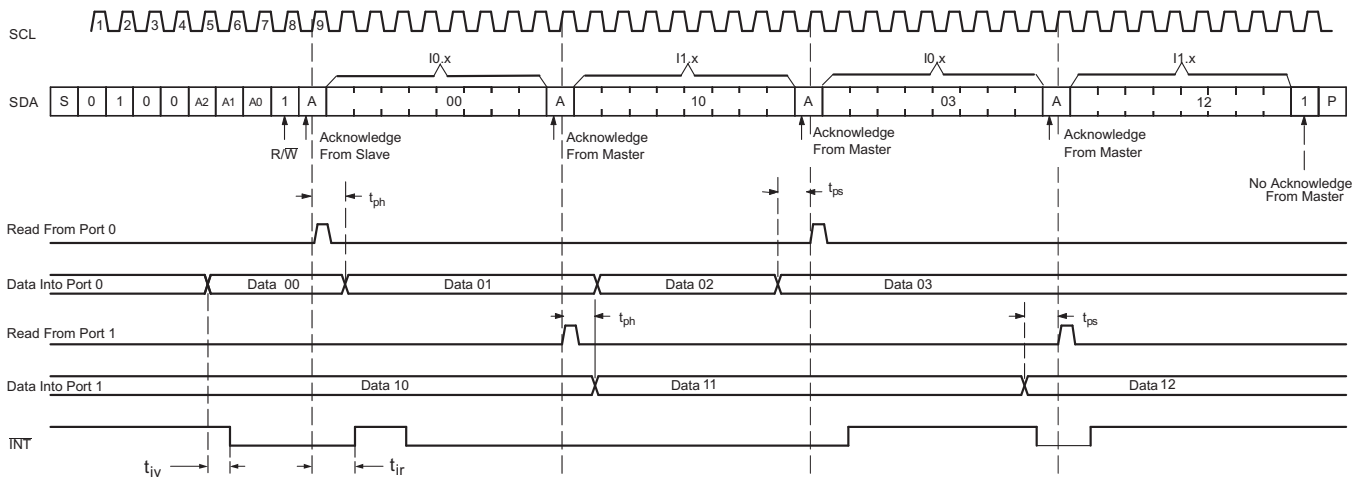 SCL 1 2 3 4 5 6 7 8 9
I0.x I1.x I0.x I1.x
SDA S 0 1 0 0 A2 A1 A0 1 A 00 A 10 A 03 A 12 1 P
R/W̅
Acknowledge
From Slave
Acknowledge
From Master
Acknowledge
From Master
Acknowledge
From Master
No Acknowledge
From Master
tph tps
Read From Port 0
Data Into Port 0 Data 00 Data 01 Data 02 Data 03
tph tps
Read From Port 1
Data Into Port 1 Data 10 Data 11 Data 12
I̅N̅T̅
tiv tir